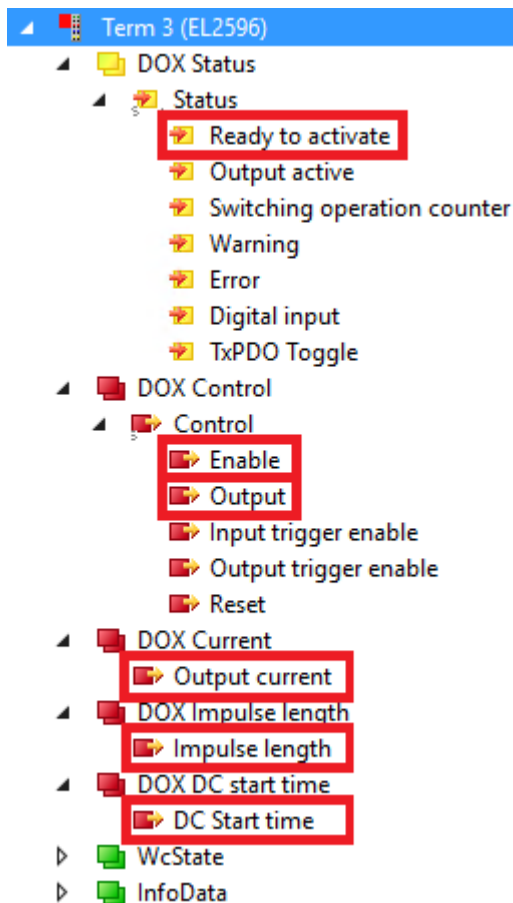 Term 3 (EL2596)
DOX Status
Status
Ready to activate
Output active
Switching operation counter
Warning
Error
Digital input
TxPDO Toggle
DOX Control
Control
Enable
Output
Input trigger enable
Output trigger enable
Reset
DOX Current
Output current
DOX Impulse length
Impulse length
DOX DC start time
DC Start time
WcState
InfoData